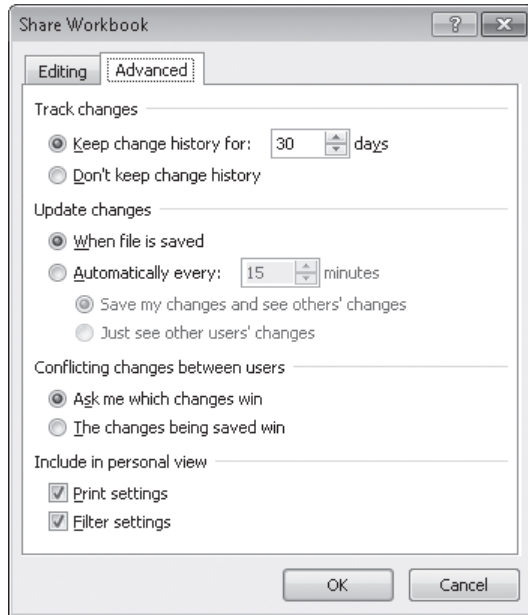 Share Workbook
Editing Advanced
Track changes
Keep change history for: 30 days
Don't keep change history
Update changes
When file is saved
Automatically every: 15 minutes
Save my changes and see others' changes
Just see other users' changes
Conflicting changes between users
Ask me which changes win
The changes being saved win
Include in personal view
Print settings
Filter settings
OK Cancel